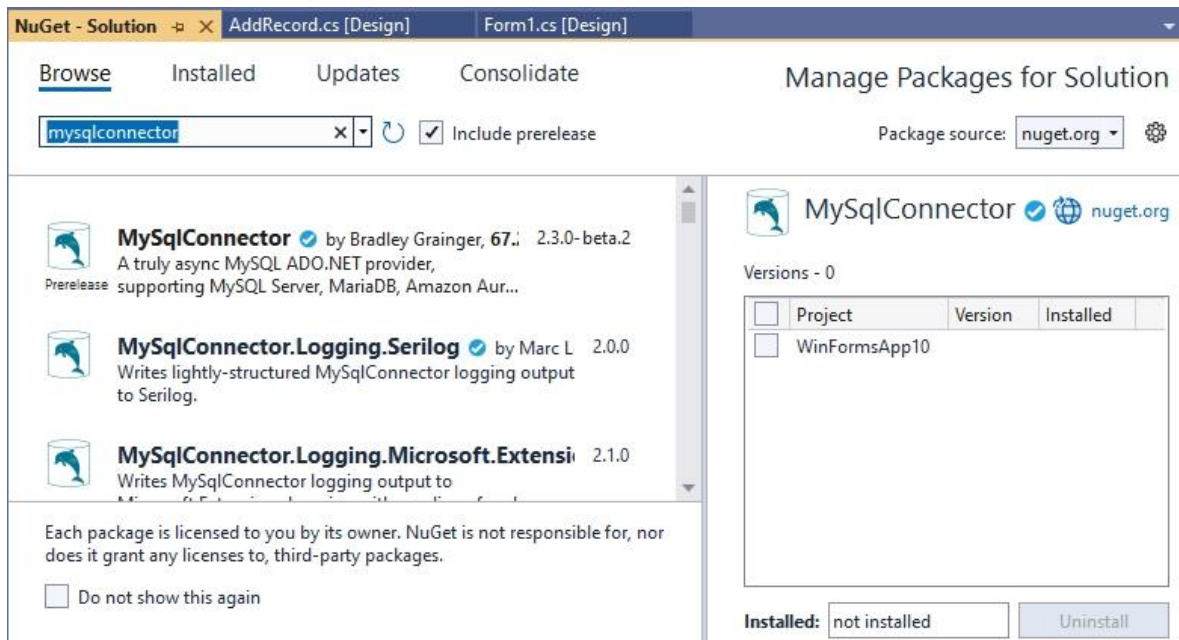 NuGet - Solution
AddRecord.cs [Design]
Form1.cs [Design]
Browse Installed Updates Consolidate
Manage Packages for Solution
mysqlconnector
Include prerelease
Package source: nuget.org
MySqlConnector by Bradley Grainger, 67. 2.3.0-beta.2
A truly async MySQL ADO.NET provider,
Prerelease supporting MySQL Server, MariaDB, Amazon Aur...
MySqlConnector.Logging.Serilog by Marc L 2.0.0
Writes lightly-structured MySqlConnector logging output
to Serilog.
MySqlConnector.Logging.Microsoft.Extensi 2.1.0
Writes MySqlConnector logging output to
Each package is licensed to you by its owner. NuGet is not responsible for, nor
does it grant any licenses to, third-party packages.
Do not show this again
MySqlConnector nuget.org
Versions - 0
Project Version Installed
WinFormsApp10
Installed: not installed Uninstall